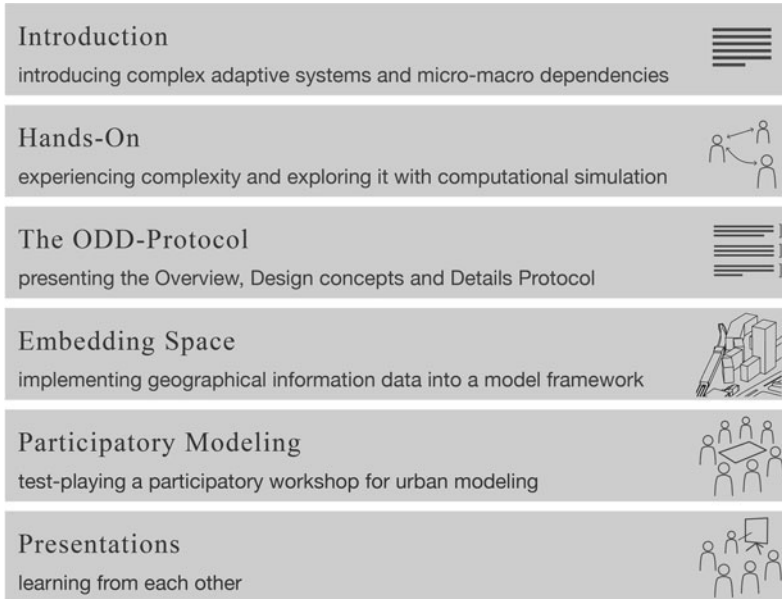 Introduction
introducing complex adaptive systems and micro-macro dependencies
Hands-On
experiencing complexity and exploring it with computational simulation
The ODD-Protocol
presenting the Overview, Design concepts and Details Protocol
Embedding Space
implementing geographical information data into a model framework
Participatory Modeling
test-playing a participatory workshop for urban modeling
Presentations
learning from each other